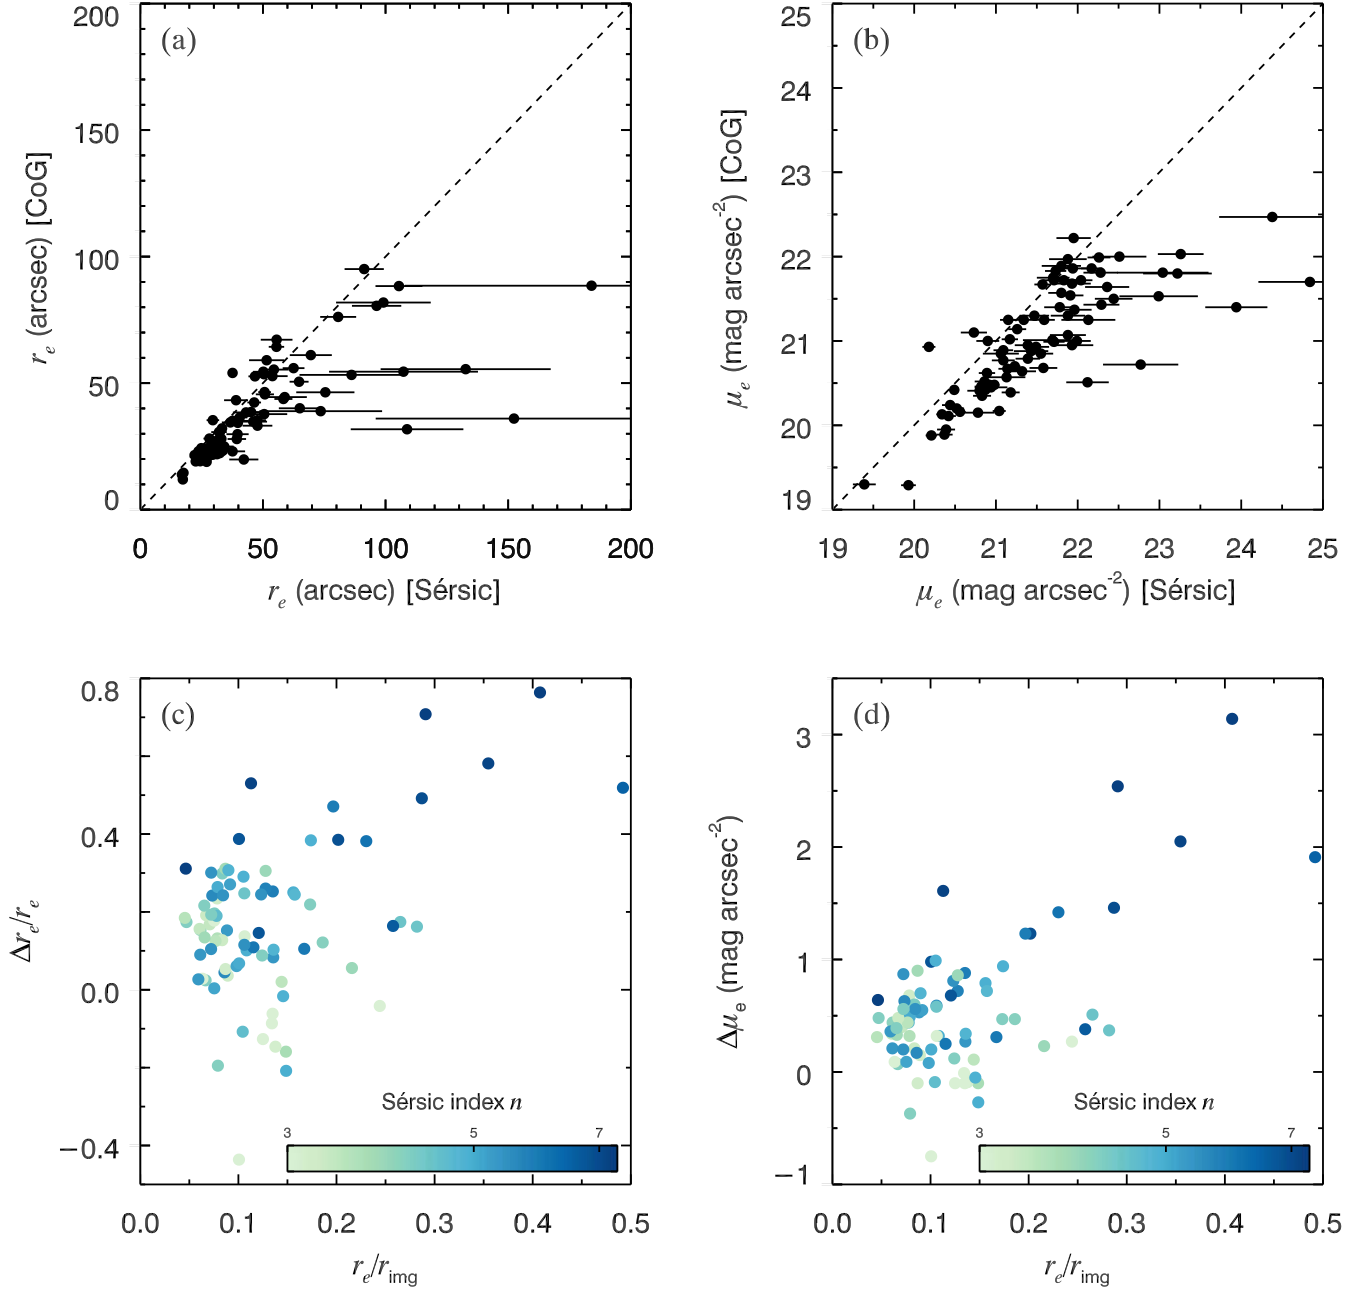 (a)
200
150
100
50
0
r_e (arcsec) [CoG]
0 50 100 150 200
r_e (arcsec) [Sérsic]
(b)
25
24
23
22
21
20
19
μ_e (mag arcsec⁻²) [CoG]
19 20 21 22 23 24 25
μ_e (mag arcsec⁻²) [Sérsic]
(c)
0.8
0.4
0.0
−0.4
Δr_e/r_e
Sérsic index n
3 5 7
0.0 0.1 0.2 0.3 0.4 0.5
r_e/r_img
(d)
3
2
1
0
−1
Δμ_e (mag arcsec⁻²)
Sérsic index n
3 5 7
0.0 0.1 0.2 0.3 0.4 0.5
r_e/r_img